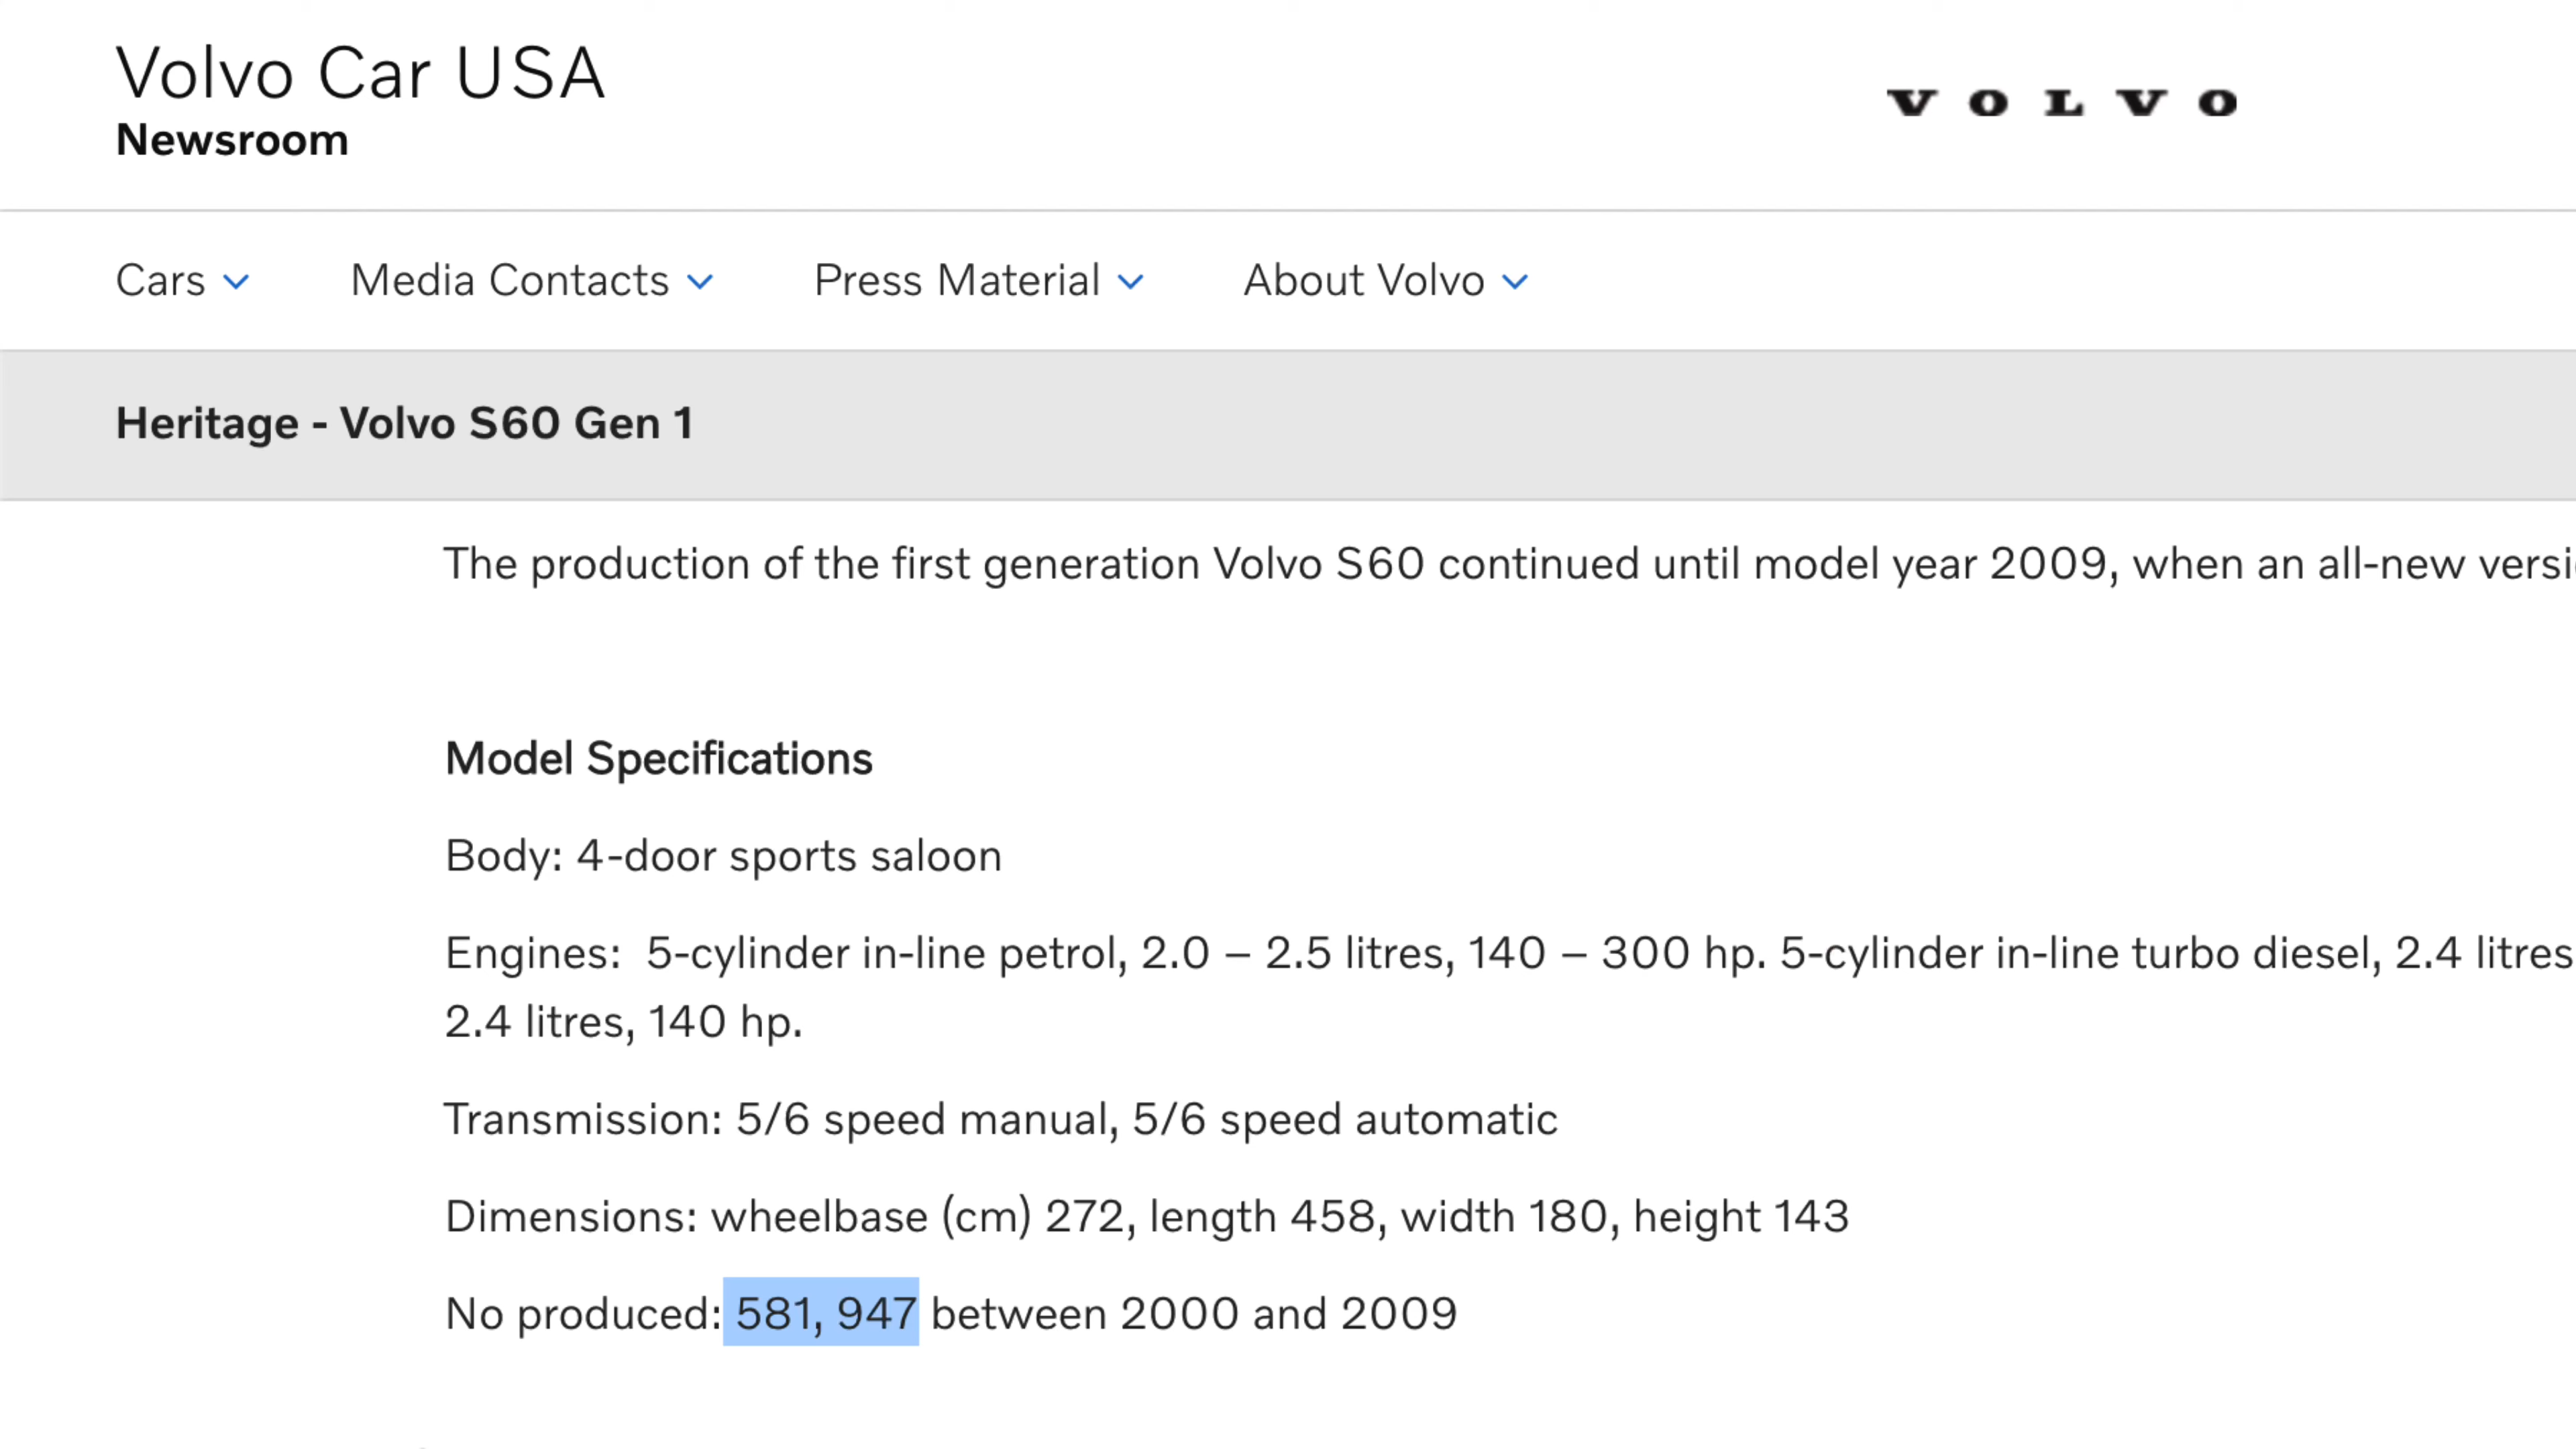 Volvo Car USA
Newsroom
VOLVO
Cars
Media Contacts
Press Material
About Volvo
Heritage - Volvo S60 Gen 1
The production of the first generation Volvo S60 continued until model year 2009, when an all-new versi
Model Specifications
Body: 4-door sports saloon
Engines:  5-cylinder in-line petrol, 2.0 – 2.5 litres, 140 – 300 hp. 5-cylinder in-line turbo diesel, 2.4 litres
2.4 litres, 140 hp.
Transmission: 5/6 speed manual, 5/6 speed automatic
Dimensions: wheelbase (cm) 272, length 458, width 180, height 143
No produced: 581, 947 between 2000 and 2009